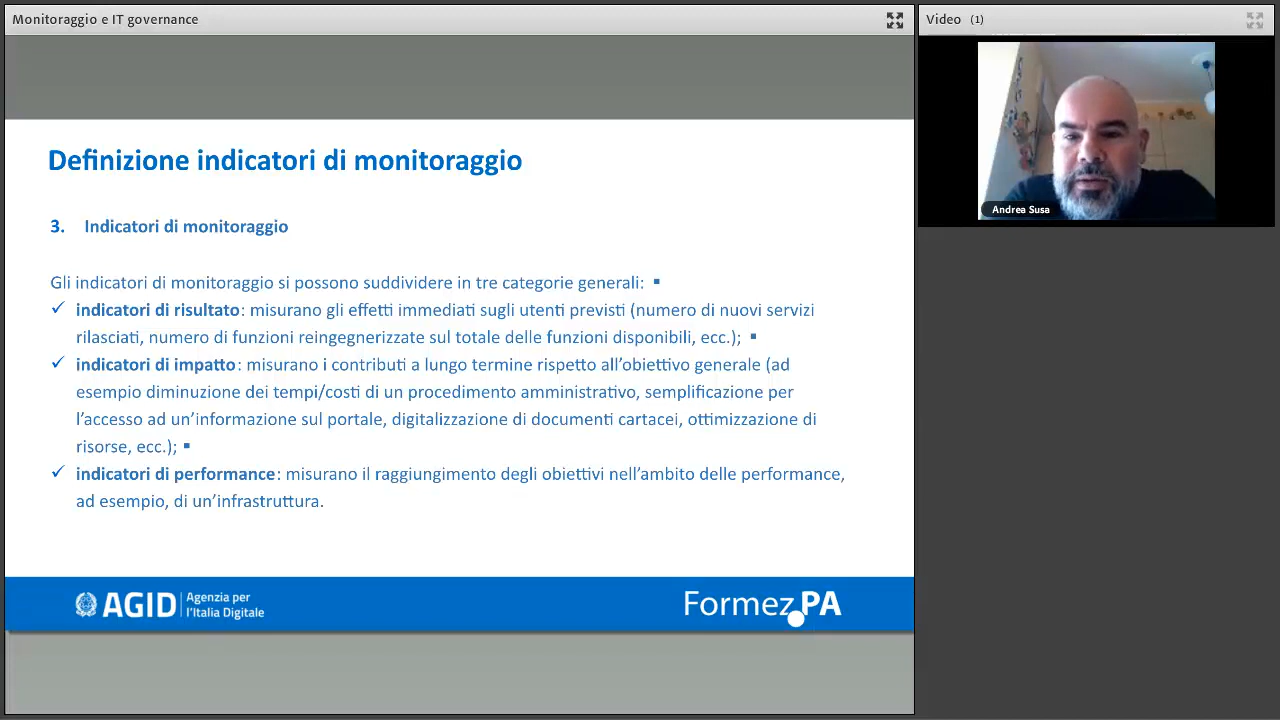 Monitoraggio e IT governance
Video (1)
Andrea Susa
Definizione indicatori di monitoraggio
3. Indicatori di monitoraggio
Gli indicatori di monitoraggio si possono suddividere in tre categorie generali: ▪
✓ indicatori di risultato: misurano gli effetti immediati sugli utenti previsti (numero di nuovi servizi
rilasciati, numero di funzioni reingegnerizzate sul totale delle funzioni disponibili, ecc.); ▪
✓ indicatori di impatto: misurano i contributi a lungo termine rispetto all’obiettivo generale (ad
esempio diminuzione dei tempi/costi di un procedimento amministrativo, semplificazione per
l’accesso ad un’informazione sul portale, digitalizzazione di documenti cartacei, ottimizzazione di
risorse, ecc.); ▪
✓ indicatori di performance: misurano il raggiungimento degli obiettivi nell’ambito delle performance,
ad esempio, di un’infrastruttura.
AGID Agenzia per
l’Italia Digitale
Formez PA